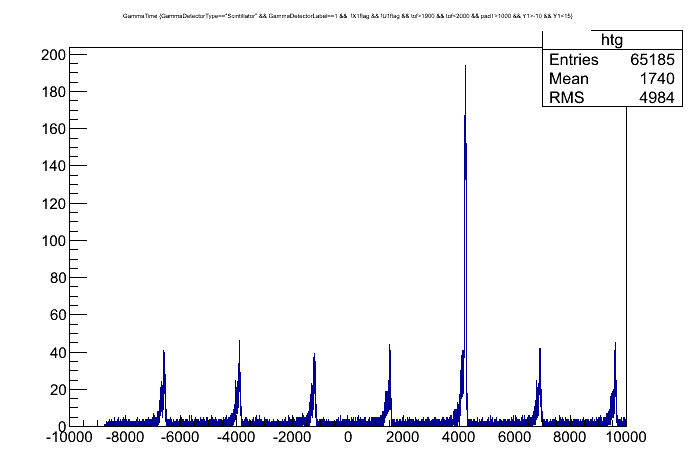 GammaTime {GammaDetectorType=="Scintillator" && GammaDetectorLabel==1 && !X1flag && !U1flag && tof>1900 && tof<2000 && pad1>1000 && Y1>-10 && Y1<15}
htg
Entries 65185
Mean 1740
RMS 4984
200
180
160
140
120
100
80
60
40
20
0
-10000 -8000 -6000 -4000 -2000 0 2000 4000 6000 8000 10000